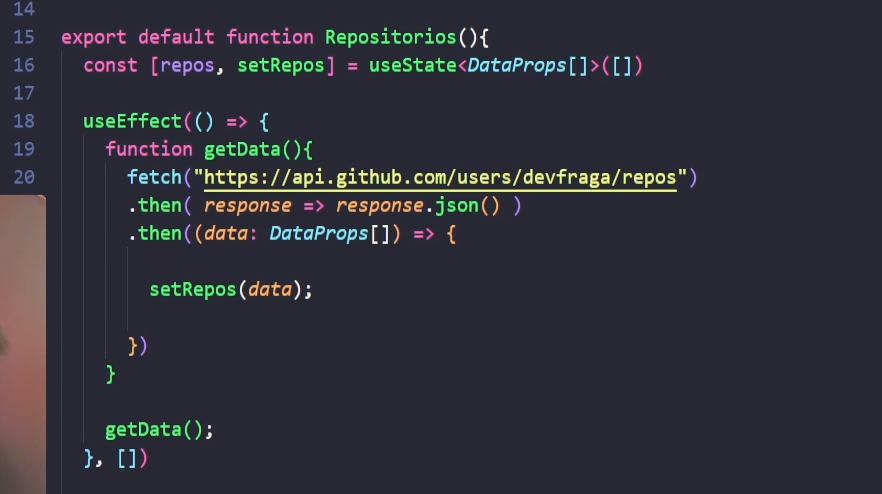 14
15 export default function Repositorios(){
16 const [repos, setRepos] = useState<DataProps[]>([])
17
18 useEffect(() => {
19 function getData(){
20 fetch("https://api.github.com/users/devfraga/repos")
.then( response => response.json() )
.then((data: DataProps[]) => {
setRepos(data);
})
}
getData();
}, [])